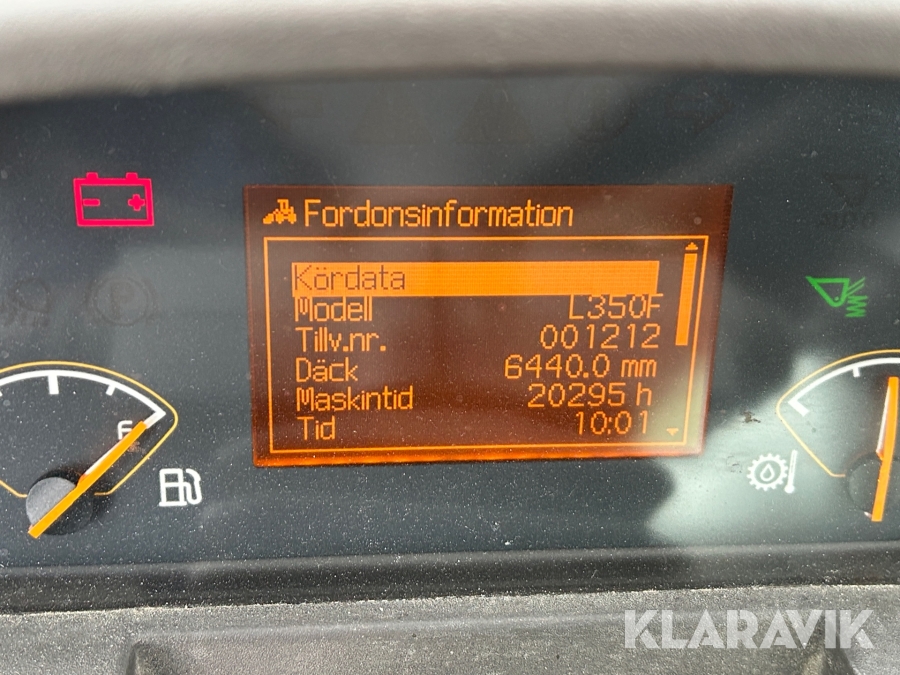 Fordonsinformation
Kördata
Modell L350F
Tillv.nr. 001212
Däck 6440.0 mm
Maskintid 20295 h
Tid 10:01
F
KLARAVIK